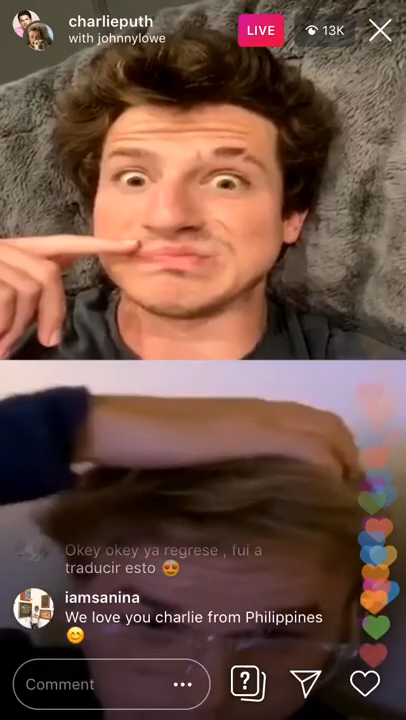 charlieputh
with johnnylowe
LIVE
13K
Okey okey ya regrese , fui a
traducir esto 😍
iamsanina
We love you charlie from Philippines
😊
Comment